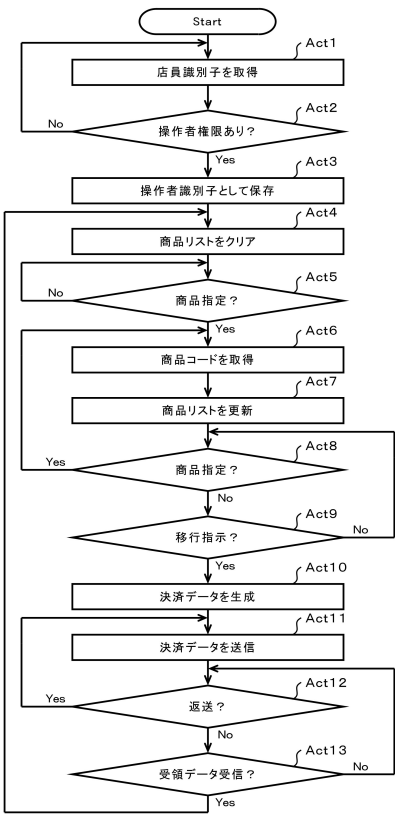 Start
Act1
店員識別子を取得
Act2
操作者権限あり？
No
Yes
Act3
操作者識別子として保存
Act4
商品リストをクリア
Act5
商品指定？
No
Yes
Act6
商品コードを取得
Act7
商品リストを更新
Act8
商品指定？
Yes
No
Act9
移行指示？
No
Yes
Act10
決済データを生成
Act11
決済データを送信
Act12
返送？
Yes
No
Act13
受領データ受信？
No
Yes